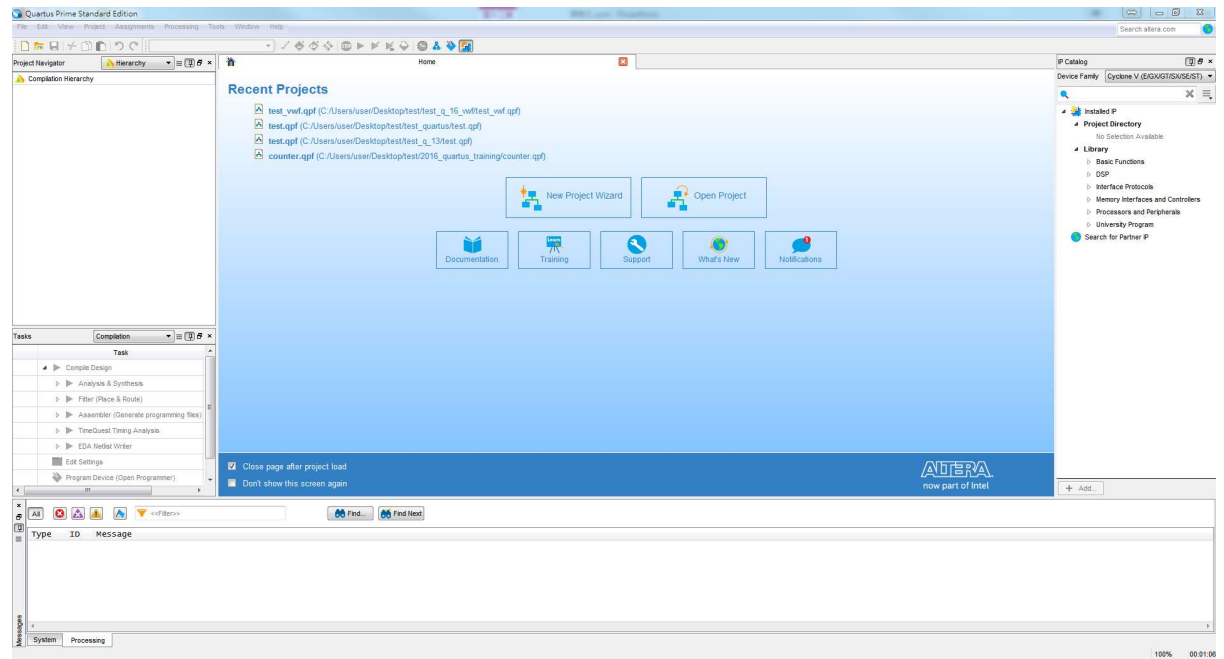 Quartus Prime Standard Edition
File Edit View Project Assignments Processing Tools Window Help
Search altera.com
Project Navigator Hierarchy
Compilation Hierarchy
Home
Recent Projects
test_vwf.qpf (C:/Users/user/Desktop/test/test_q_16_vwf/test_vwf.qpf)
test.qpf (C:/Users/user/Desktop/test/test_quartus/test.qpf)
test.qpf (C:/Users/user/Desktop/test/test_q_13/test.qpf)
counter.qpf (C:/Users/user/Desktop/test/2016_quartus_training/counter.qpf)
New Project Wizard
Open Project
Documentation
Learn
Training
Support
What's New
Notifications
IP Catalog
Device Family Cyclone V (E/GX/GT/SX/SE/ST)
Installed IP
Project Directory
No Selection Available
Library
Basic Functions
DSP
Interface Protocols
Memory Interfaces and Controllers
Processors and Peripherals
University Program
Search for Partner IP
+ Add...
Tasks Compilation
Task
Compile Design
Analysis & Synthesis
Fitter (Place & Route)
Assembler (Generate programming files)
TimeQuest Timing Analysis
EDA Netlist Writer
Edit Settings
Program Device (Open Programmer)
Close page after project load
Don't show this screen again
ALTERA
now part of Intel
All
<<Filter>>
Find...
Find Next
Type ID Message
Messages
System Processing
100% 00:01:06